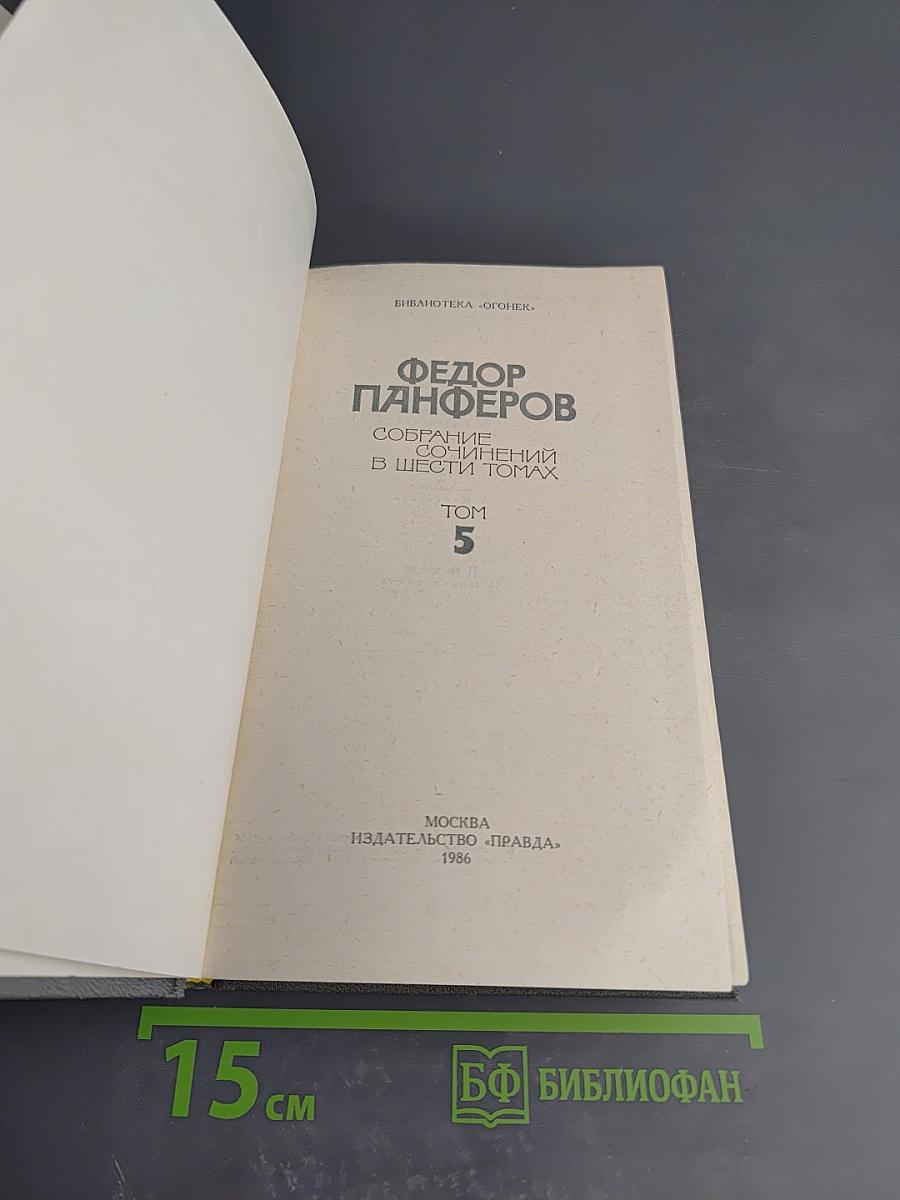 БИБЛИОТЕКА «ОГОНЕК»
ФЕДОР
ПАНФЕРОВ
СОБРАНИЕ
СОЧИНЕНИЙ
В ШЕСТИ ТОМАХ
ТОМ
5
МОСКВА
ИЗДАТЕЛЬСТВО «ПРАВДА»
1986
15 см
БФ БИБЛИОФАН